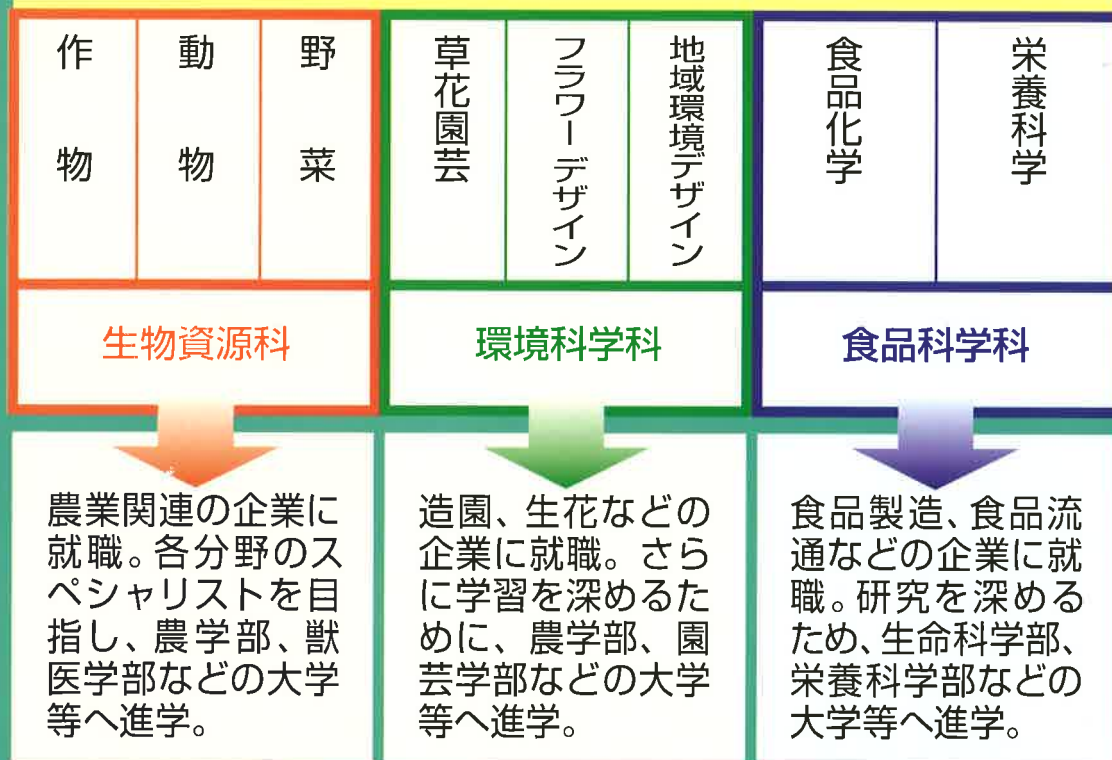 作物
動物
野菜
草花園芸
フラワーデザイン
地域環境デザイン
食品化学
栄養科学
生物資源科
環境科学科
食品科学科
農業関連の企業に
就職。各分野のス
ペシャリストを目
指し、農学部、獣
医学部などの大学
等へ進学。
造園、生花などの
企業に就職。さら
に学習を深めるた
めに、農学部、園
芸学部などの大学
等へ進学。
食品製造、食品流
通などの企業に就
職。研究を深める
ため、生命科学部、
栄養科学部などの
大学等へ進学。